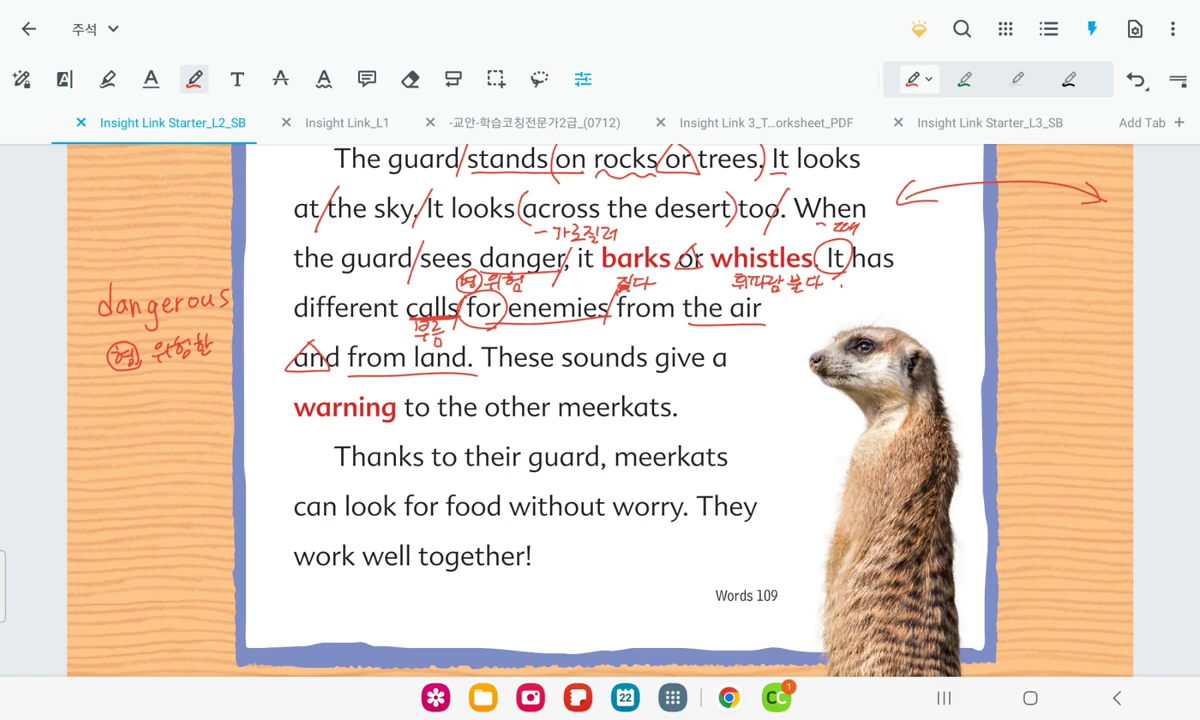 주석
Insight Link Starter_L2_SB
Insight Link_L1
-교안-학습코칭전문가2급_(0712)
Insight Link 3_T...orksheet_PDF
Insight Link Starter_L3_SB
Add Tab +
The guard stands on rocks or trees. It looks
at the sky. It looks across the desert too. When
~가로질러
~때
the guard sees danger, it barks or whistles. It has
명 위험
짖다
휘파람 불다
dangerous
different calls for enemies from the air
부름
형. 위험한
and from land. These sounds give a
warning to the other meerkats.
Thanks to their guard, meerkats
can look for food without worry. They
work well together!
Words 109
22
CC
1